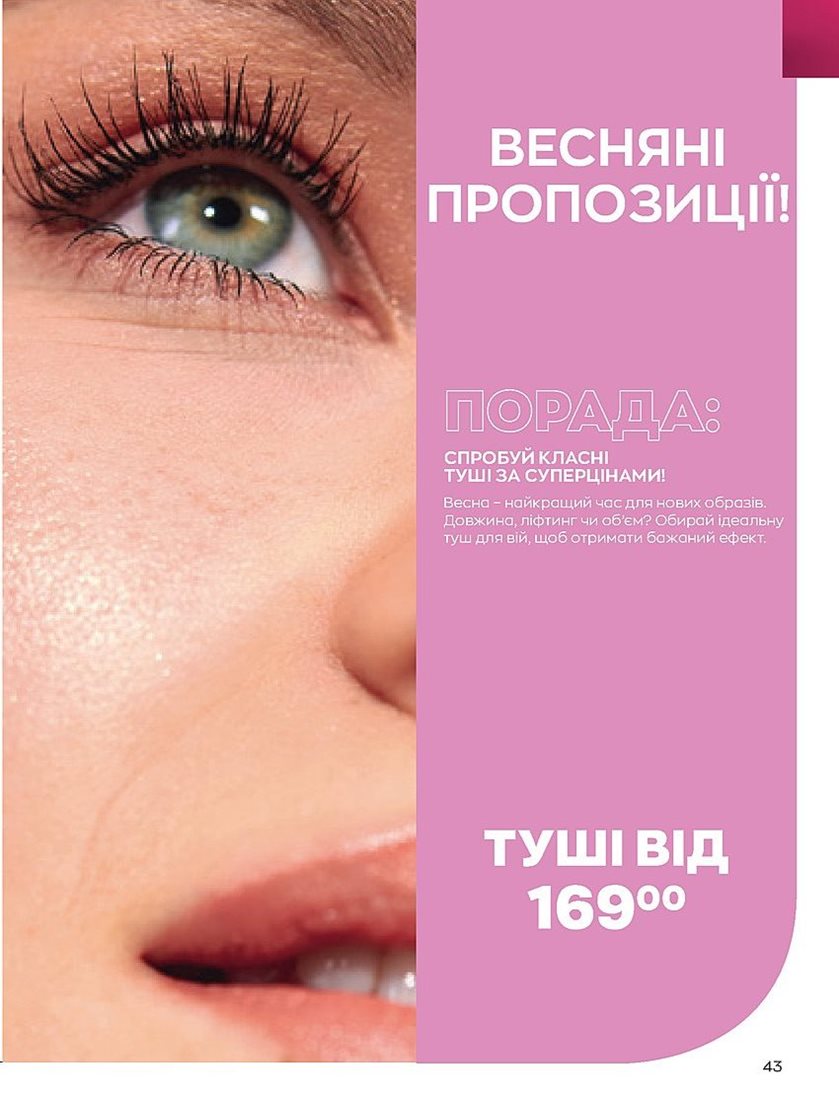 ВЕСНЯНІ
ПРОПОЗИЦІЇ!
ПОРАДА:
СПРОБУЙ КЛАСНІ
ТУШІ ЗА СУПЕРЦІНАМИ!
Весна – найкращий час для нових образів.
Довжина, ліфтинг чи об'єм? Обирай ідеальну
туш для вій, щоб отримати бажаний ефект.
ТУШІ ВІД
169⁰⁰
43